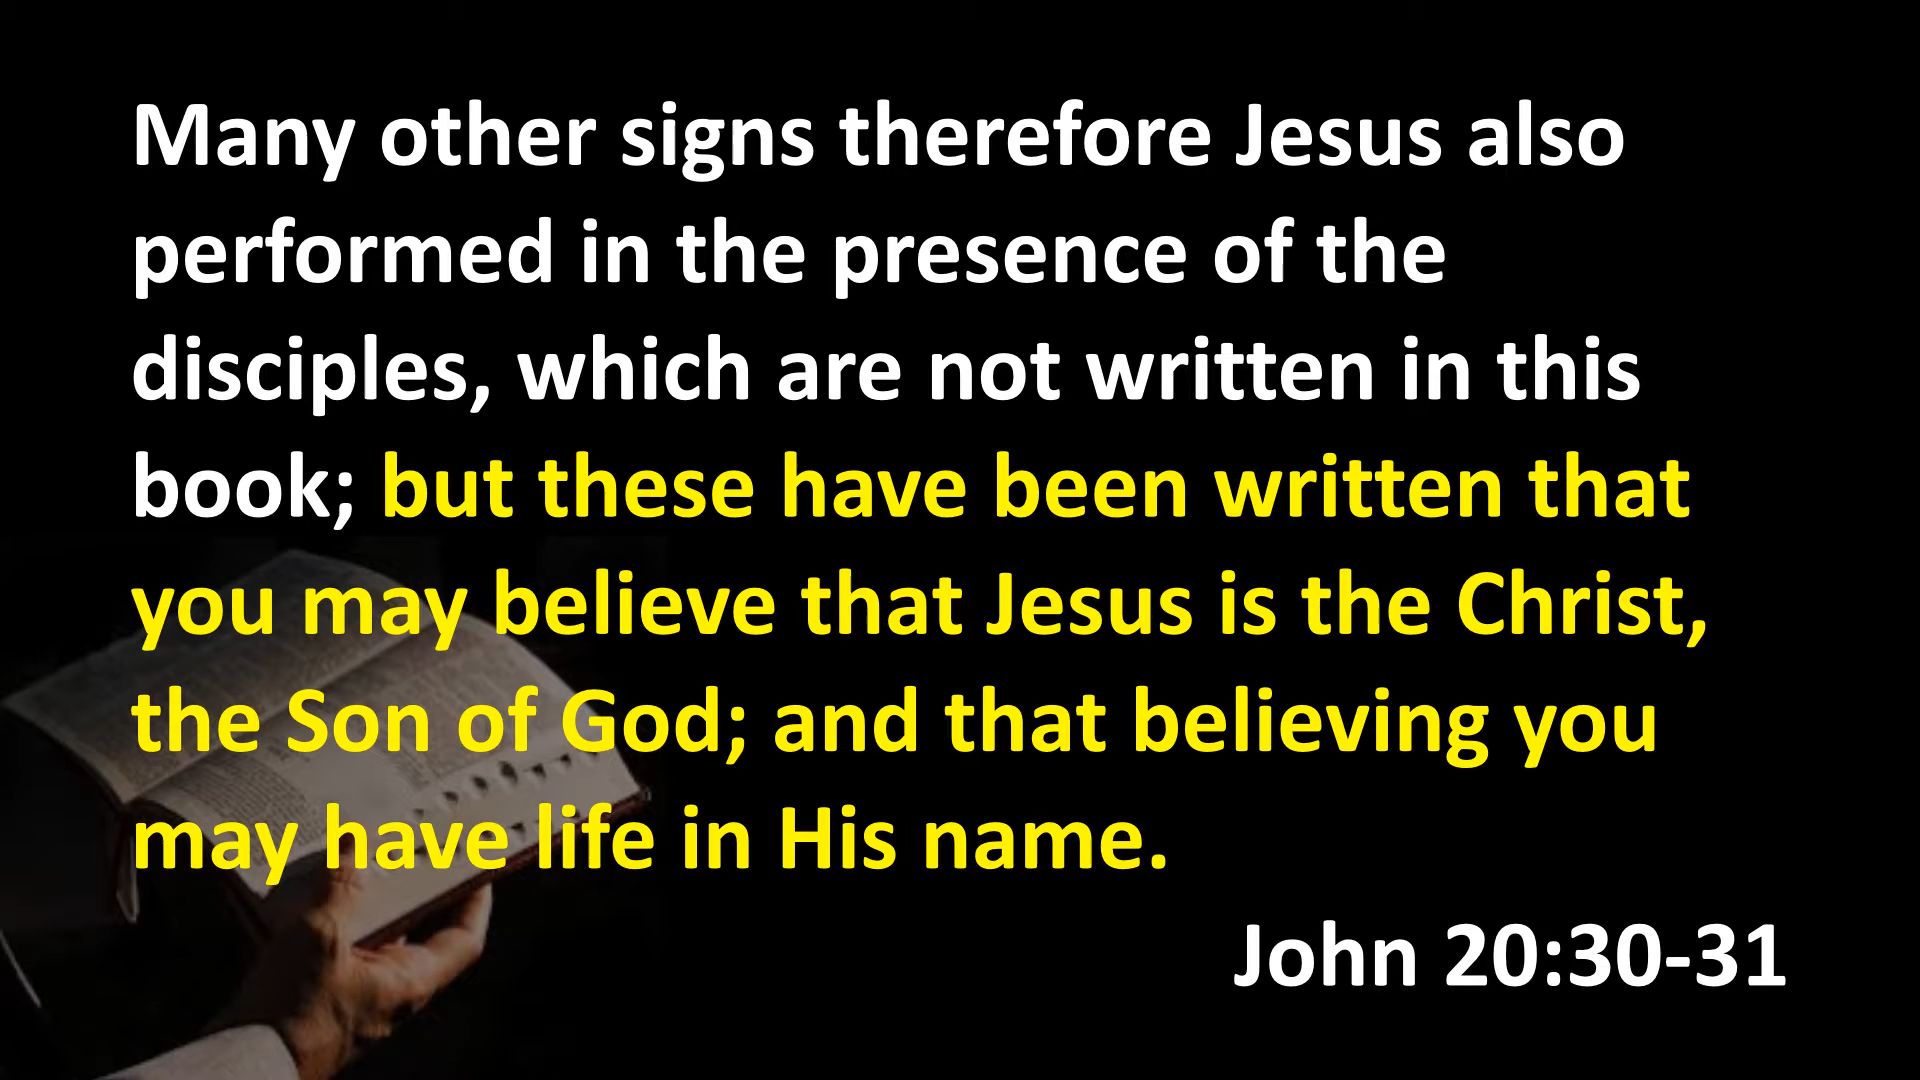 Many other signs therefore Jesus also
performed in the presence of the
disciples, which are not written in this
book; but these have been written that
you may believe that Jesus is the Christ,
the Son of God; and that believing you
may have life in His name.
John 20:30-31